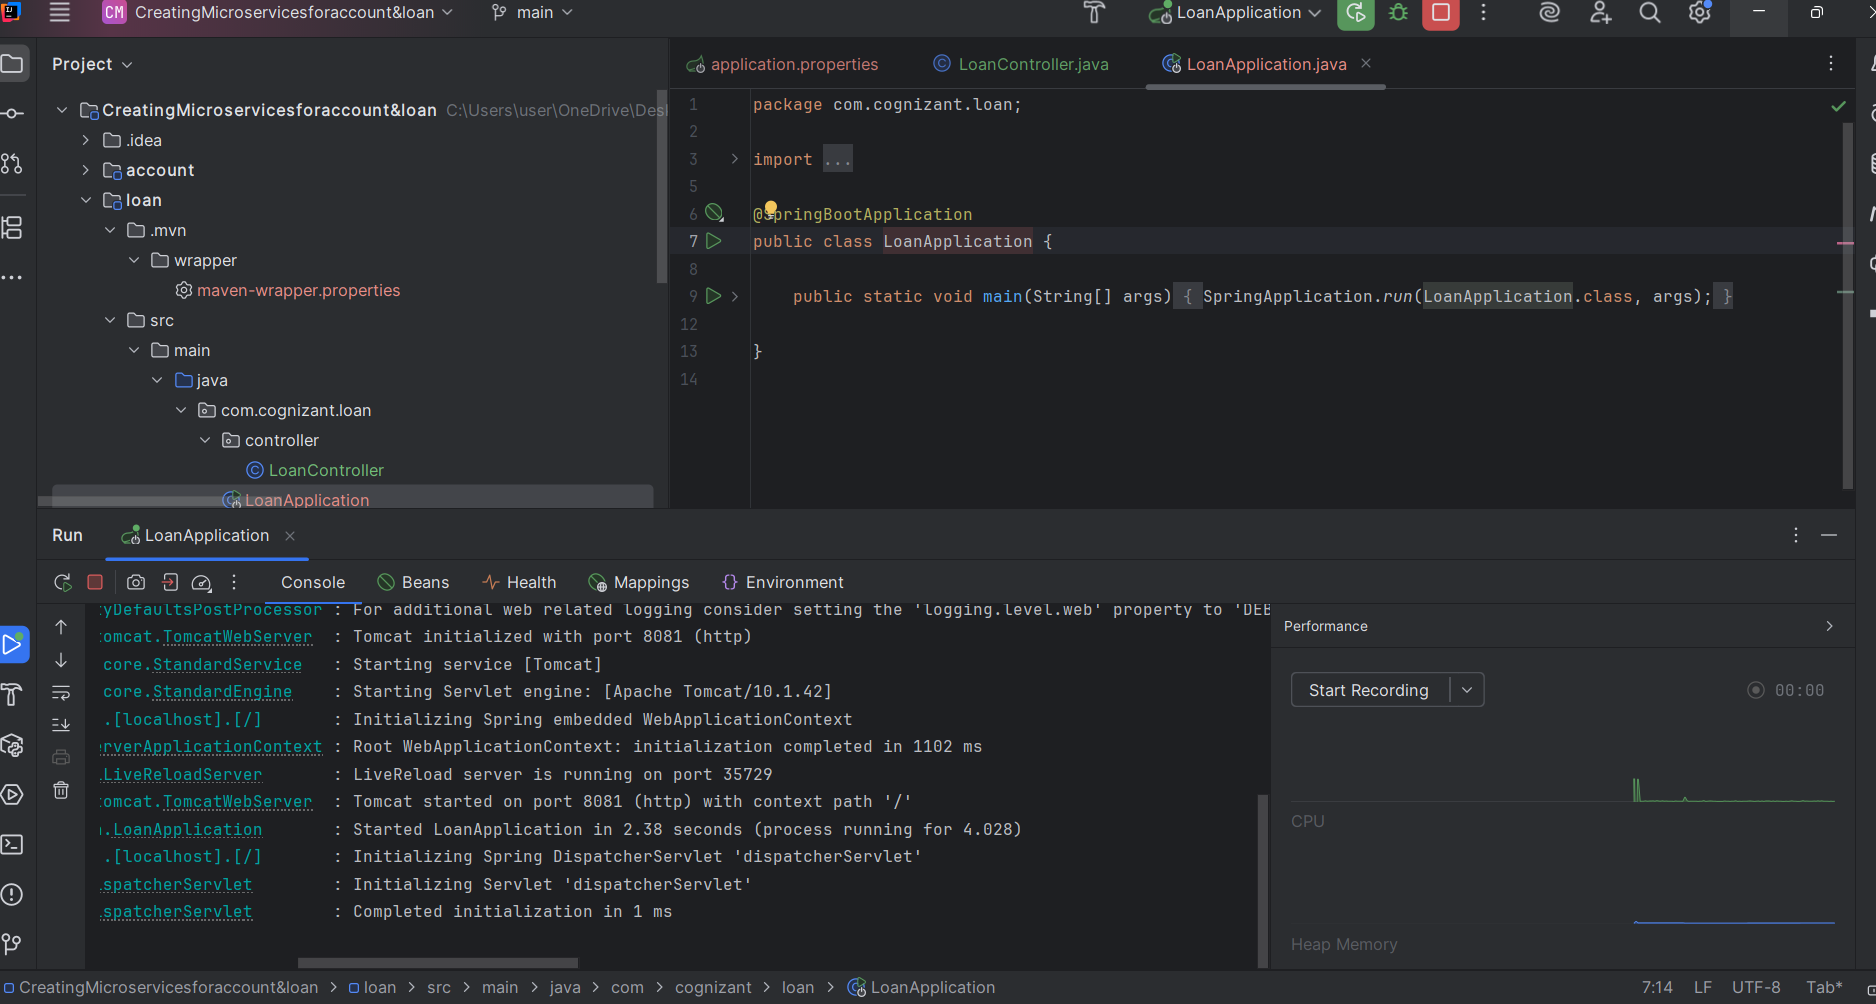 CM CreatingMicroservicesforaccount&loan main LoanApplication
Project
CreatingMicroservicesforaccount&loan C:\Users\user\OneDrive\Des
.idea
account
loan
.mvn
wrapper
maven-wrapper.properties
src
main
java
com.cognizant.loan
controller
LoanController
LoanApplication
application.properties LoanController.java LoanApplication.java
1 package com.cognizant.loan;
2
3 import ...
5
6 @SpringBootApplication
7 public class LoanApplication {
8
9 public static void main(String[] args) { SpringApplication.run(LoanApplication.class, args); }
12
13 }
14
Run LoanApplication
Console Beans Health Mappings Environment
yDefaultsPostProcessor : For additional web related logging consider setting the 'logging.level.web' property to 'DEB
tomcat.TomcatWebServer : Tomcat initialized with port 8081 (http)
core.StandardService : Starting service [Tomcat]
core.StandardEngine : Starting Servlet engine: [Apache Tomcat/10.1.42]
.[localhost].[/] : Initializing Spring embedded WebApplicationContext
erverApplicationContext : Root WebApplicationContext: initialization completed in 1102 ms
.LiveReloadServer : LiveReload server is running on port 35729
tomcat.TomcatWebServer : Tomcat started on port 8081 (http) with context path '/'
.LoanApplication : Started LoanApplication in 2.38 seconds (process running for 4.028)
.[localhost].[/] : Initializing Spring DispatcherServlet 'dispatcherServlet'
spatcherServlet : Initializing Servlet 'dispatcherServlet'
spatcherServlet : Completed initialization in 1 ms
Performance
Start Recording 00:00
CPU
Heap Memory
CreatingMicroservicesforaccount&loan > loan > src > main > java > com > cognizant > loan > LoanApplication 7:14 LF UTF-8 Tab*